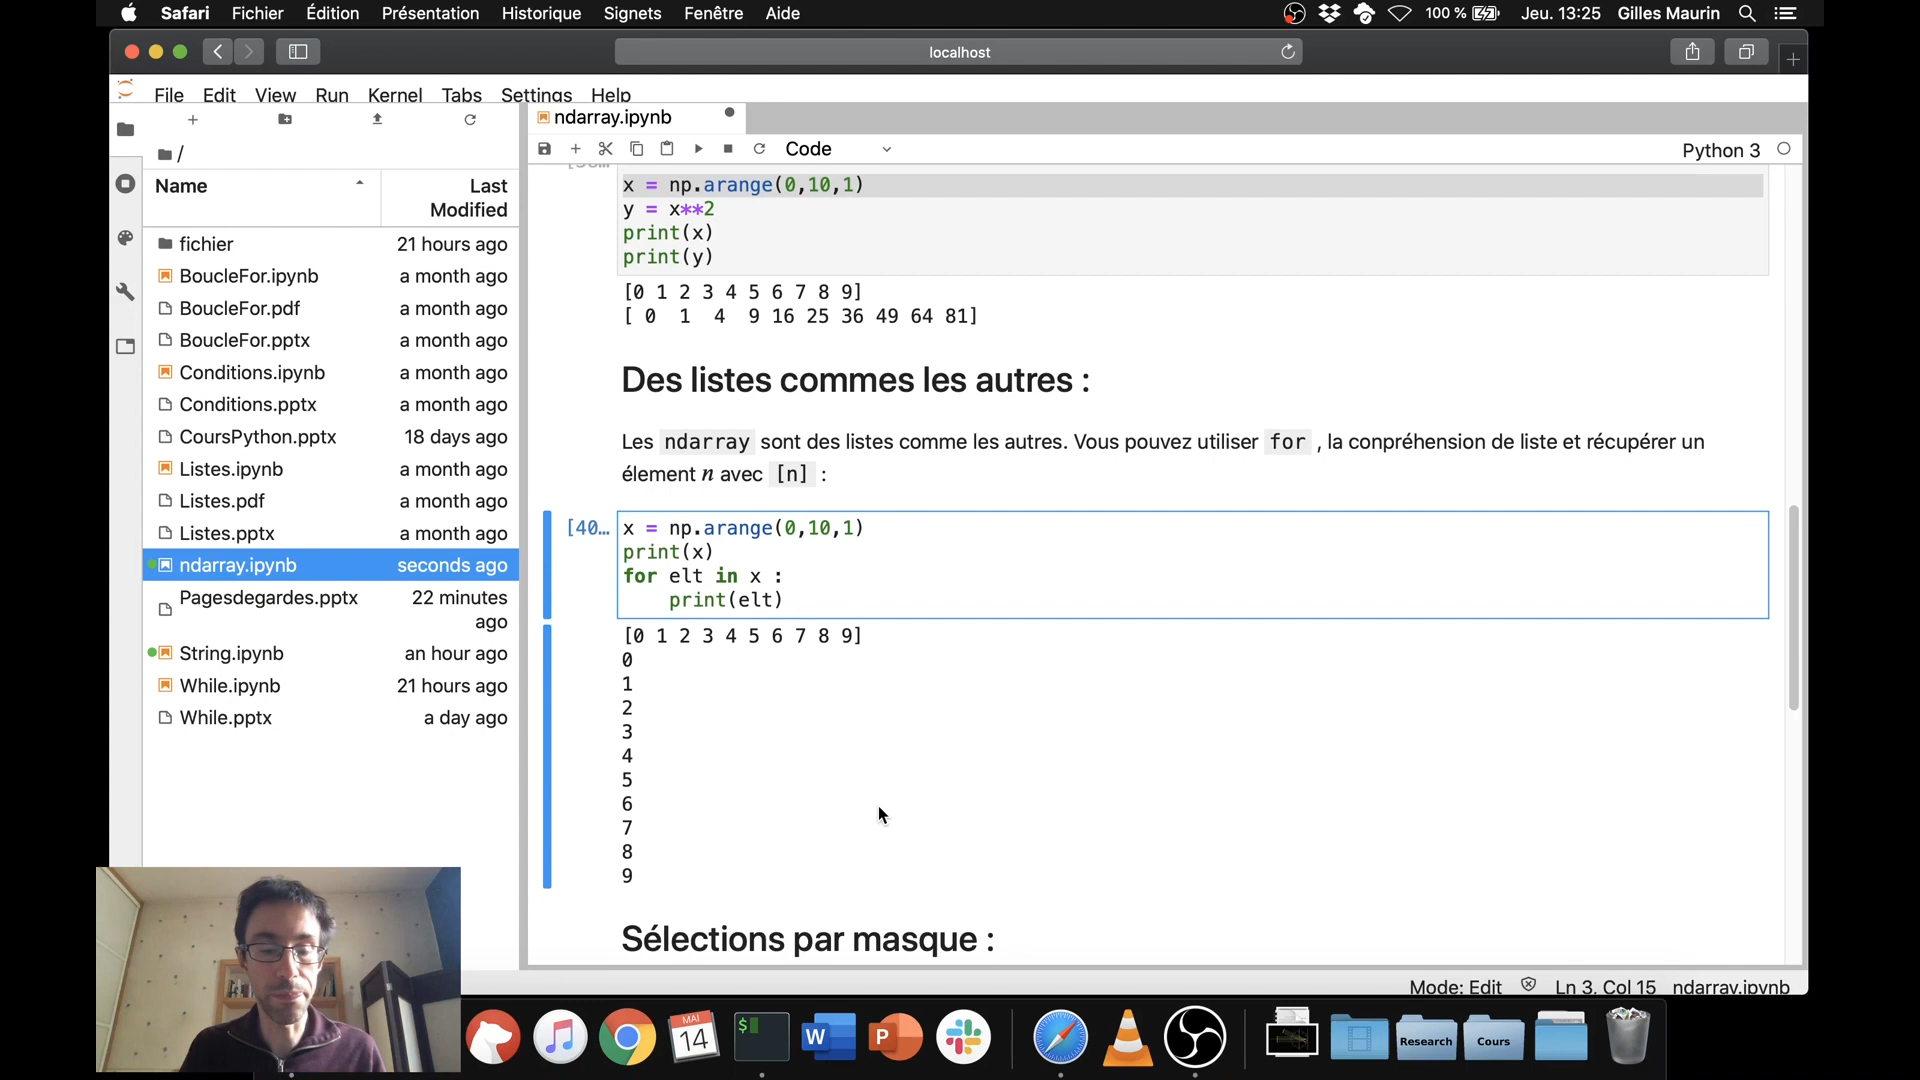 Safari Fichier Édition Présentation Historique Signets Fenêtre Aide 100 % Jeu. 13:25 Gilles Maurin
localhost
File Edit View Run Kernel Tabs Settings Help
ndarray.ipynb
/
Code
Python 3
Name
Last
Modified
fichier 21 hours ago
BoucleFor.ipynb a month ago
BoucleFor.pdf a month ago
BoucleFor.pptx a month ago
Conditions.ipynb a month ago
Conditions.pptx a month ago
CoursPython.pptx 18 days ago
Listes.ipynb a month ago
Listes.pdf a month ago
Listes.pptx a month ago
ndarray.ipynb seconds ago
Pagesdegardes.pptx 22 minutes
ago
String.ipynb an hour ago
While.ipynb 21 hours ago
While.pptx a day ago
x = np.arange(0,10,1)
y = x**2
print(x)
print(y)
[0 1 2 3 4 5 6 7 8 9]
[ 0 1 4 9 16 25 36 49 64 81]
Des listes commes les autres :
Les ndarray sont des listes comme les autres. Vous pouvez utiliser for , la conpréhension de liste et récupérer un
élement n avec [n] :
[40… x = np.arange(0,10,1)
print(x)
for elt in x :
print(elt)
[0 1 2 3 4 5 6 7 8 9]
0
1
2
3
4
5
6
7
8
9
Sélections par masque :
Mode: Edit Ln 3, Col 15 ndarray.ipynb
MAI
14
$
W
P
Research
Cours